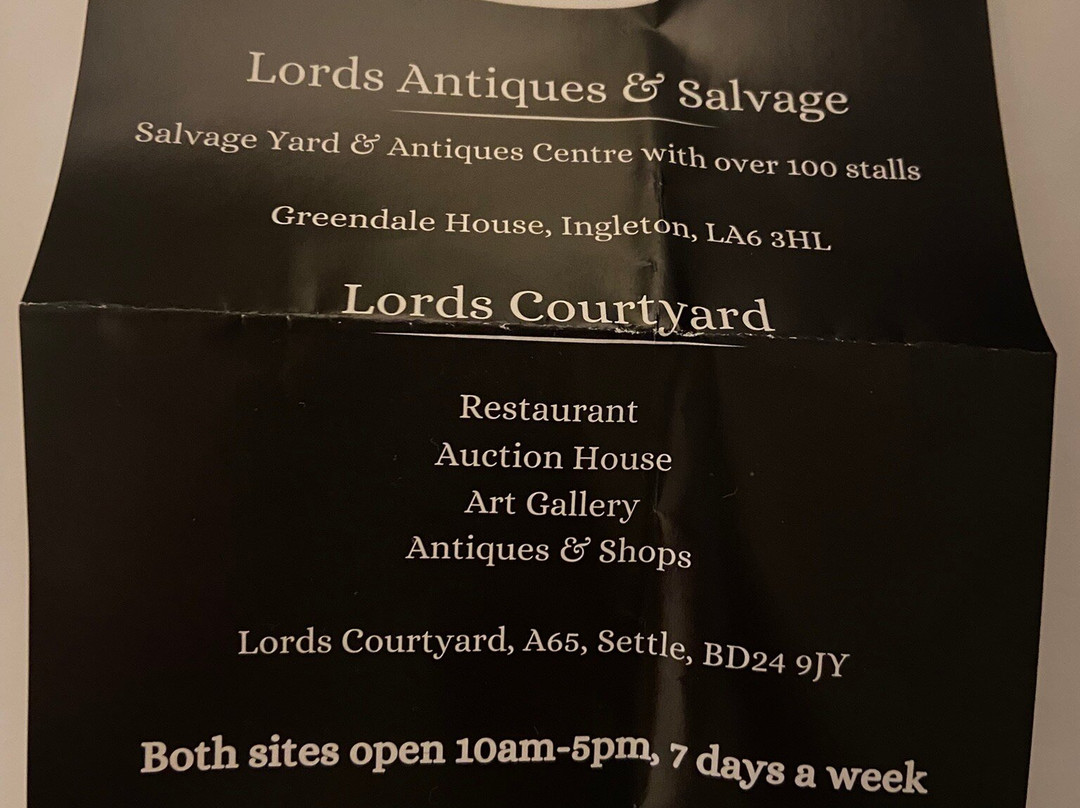 Lords Antiques & Salvage
Salvage Yard & Antiques Centre with over 100 stalls
Greendale House, Ingleton, LA6 3HL
Lords Courtyard
Restaurant
Auction House
Art Gallery
Antiques & Shops
Lords Courtyard, A65, Settle, BD24 9JY
Both sites open 10am-5pm, 7 days a week